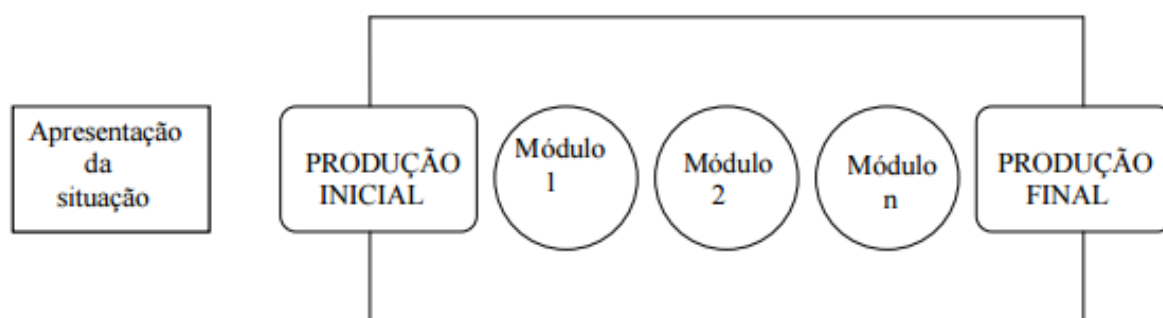 Apresentação
da
situação
PRODUÇÃO
INICIAL
Módulo
1
Módulo
2
Módulo
n
PRODUÇÃO
FINAL